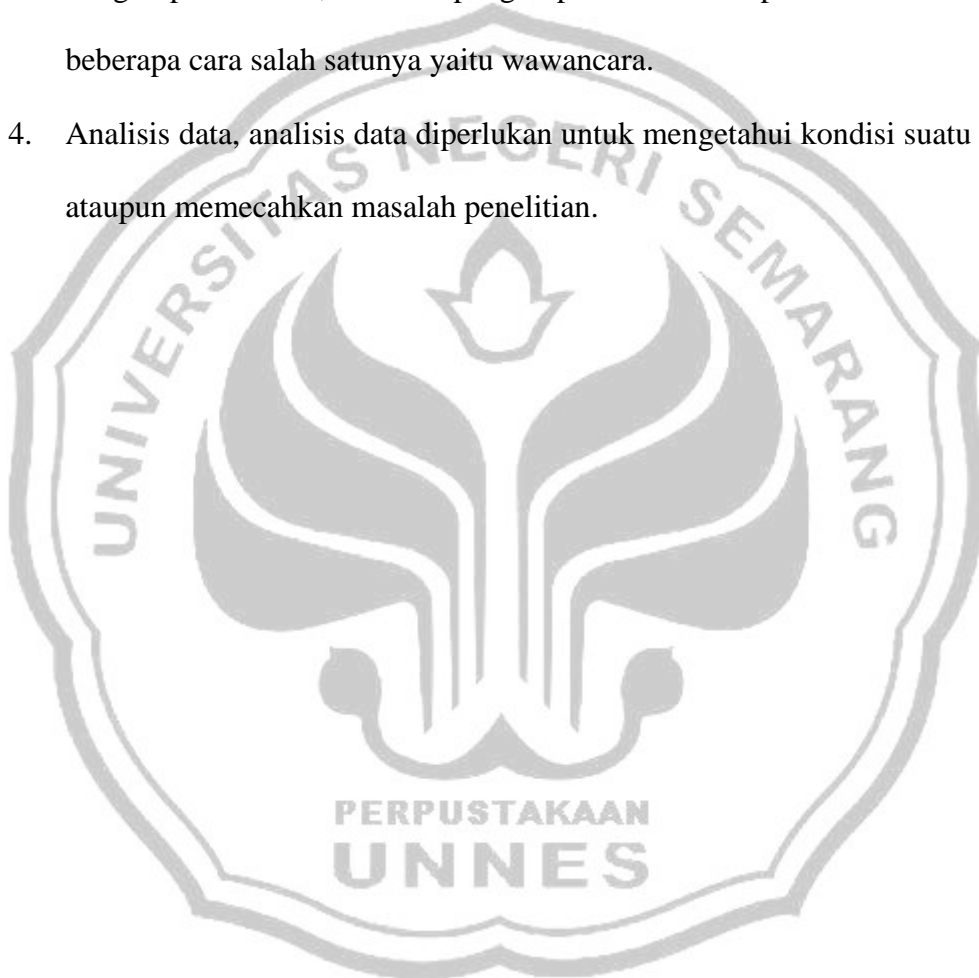 beberapa cara salah satunya yaitu wawancara.
4. Analisis data, analisis data diperlukan untuk mengetahui kondisi suatu
ataupun memecahkan masalah penelitian.
UNIVERSITAS NEGERI SEMARANG
PERPUSTAKAAN
UNNES